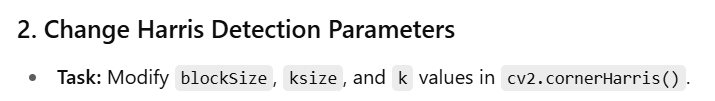 2. Change Harris Detection Parameters
• Task: Modify blockSize, ksize, and k values in cv2.cornerHarris().